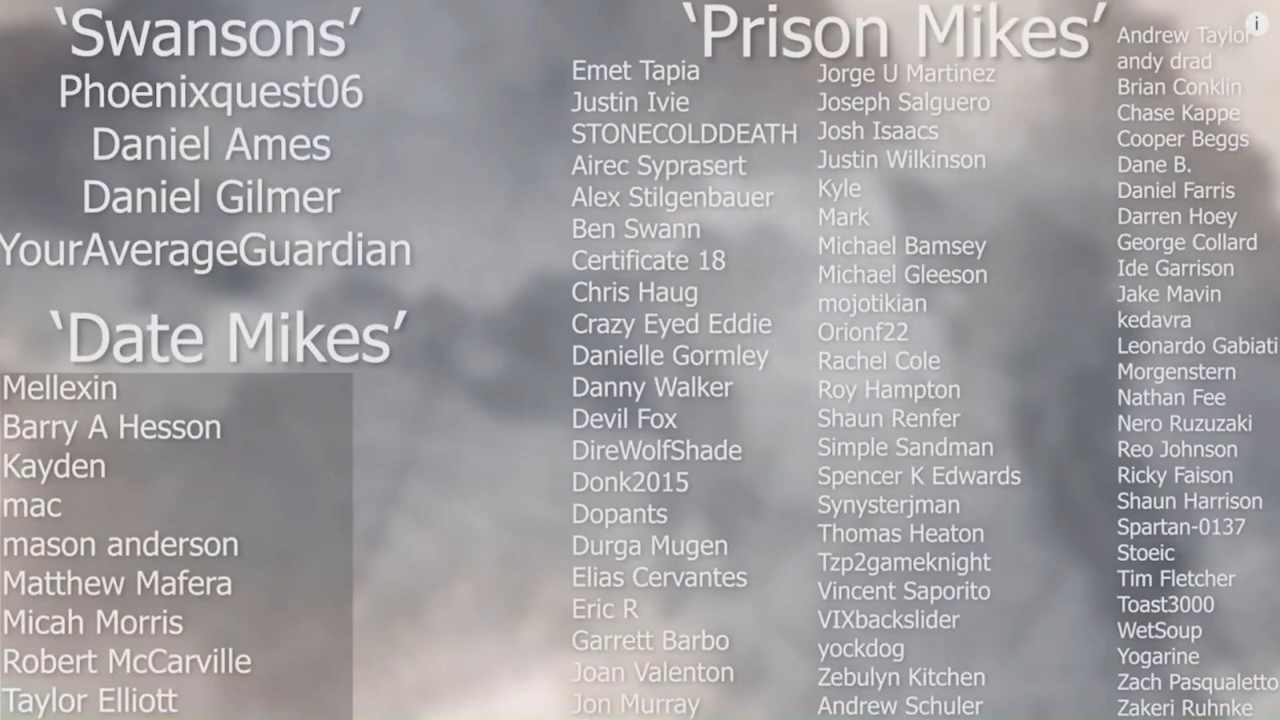 ‘Swansons’
Phoenixquest06
Daniel Ames
Daniel Gilmer
YourAverageGuardian
‘Date Mikes’
Mellexin
Barry A Hesson
Kayden
mac
mason anderson
Matthew Mafera
Micah Morris
Robert McCarville
Taylor Elliott
‘Prison Mikes’
Emet Tapia
Justin Ivie
STONECOLDDEATH
Airec Syprasert
Alex Stilgenbauer
Ben Swann
Certificate 18
Chris Haug
Crazy Eyed Eddie
Danielle Gormley
Danny Walker
Devil Fox
DireWolfShade
Donk2015
Dopants
Durga Mugen
Elias Cervantes
Eric R
Garrett Barbo
Joan Valenton
Jon Murray
Jorge U Martinez
Joseph Salguero
Josh Isaacs
Justin Wilkinson
Kyle
Mark
Michael Bamsey
Michael Gleeson
mojotikian
Orionf22
Rachel Cole
Roy Hampton
Shaun Renfer
Simple Sandman
Spencer K Edwards
Synysterjman
Thomas Heaton
Tzp2gameknight
Vincent Saporito
VIXbackslider
yockdog
Zebulyn Kitchen
Andrew Schuler
Andrew Taylor
andy drad
Brian Conklin
Chase Kappe
Cooper Beggs
Dane B.
Daniel Farris
Darren Hoey
George Collard
Ide Garrison
Jake Mavin
kedavra
Leonardo Gabiati
Morgenstern
Nathan Fee
Nero Ruzuzaki
Reo Johnson
Ricky Faison
Shaun Harrison
Spartan-0137
Stoeic
Tim Fletcher
Toast3000
WetSoup
Yogarine
Zach Pasqualetto
Zakeri Ruhnke